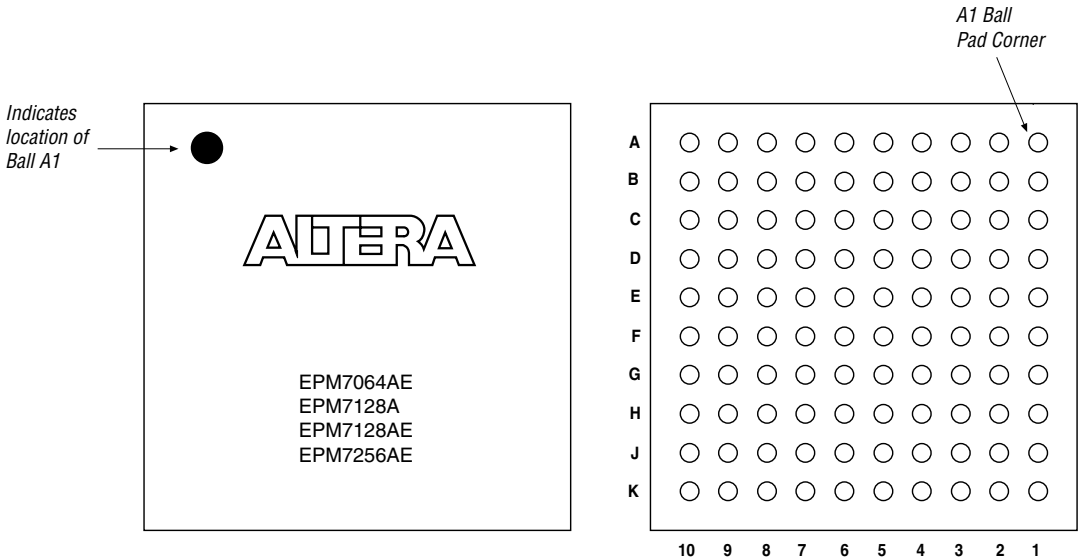 A1 Ball
Pad Corner
Indicates
location of
Ball A1
ALTERA
EPM7064AE
EPM7128A
EPM7128AE
EPM7256AE
A
B
C
D
E
F
G
H
J
K
10 9 8 7 6 5 4 3 2 1